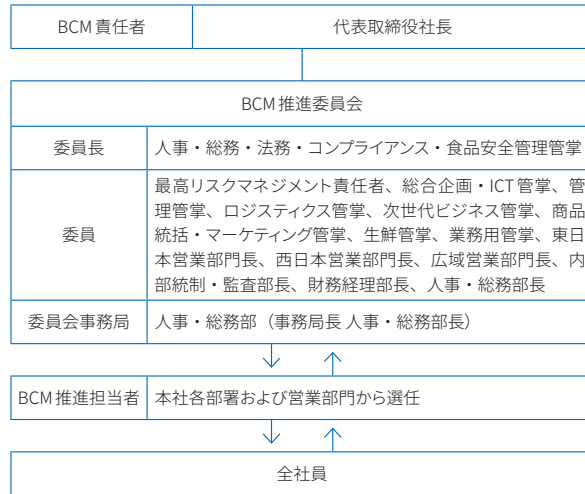 BCM責任者
代表取締役社長
BCM推進委員会
委員長
人事・総務・法務・コンプライアンス・食品安全管理管掌
委員
最高リスクマネジメント責任者、総合企画・ICT管掌、管
理管掌、ロジスティクス管掌、次世代ビジネス管掌、商品
統括・マーケティング管掌、生鮮管掌、業務用管掌、東日
本営業部門長、西日本営業部門長、広域営業部門長、内
部統制・監査部長、財務経理部長、人事・総務部長
委員会事務局
人事・総務部（事務局長 人事・総務部長）
BCM推進担当者
本社各部署および営業部門から選任
全社員